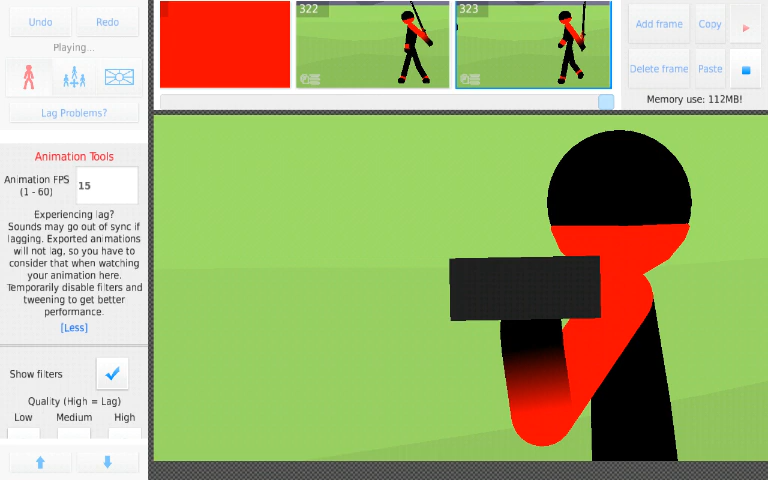 Undo
Redo
Playing...
Lag Problems?
322
323
Add frame
Copy
Delete frame
Paste
Memory use: 112MB!
Animation Tools
Animation FPS
(1 - 60)
15
Experiencing lag?
Sounds may go out of sync if
lagging. Exported animations
will not lag, so you have to
consider that when watching
your animation here.
Temporarily disable filters and
tweening to get better
performance.
[Less]
Show filters
Quality (High = Lag)
Low
Medium
High